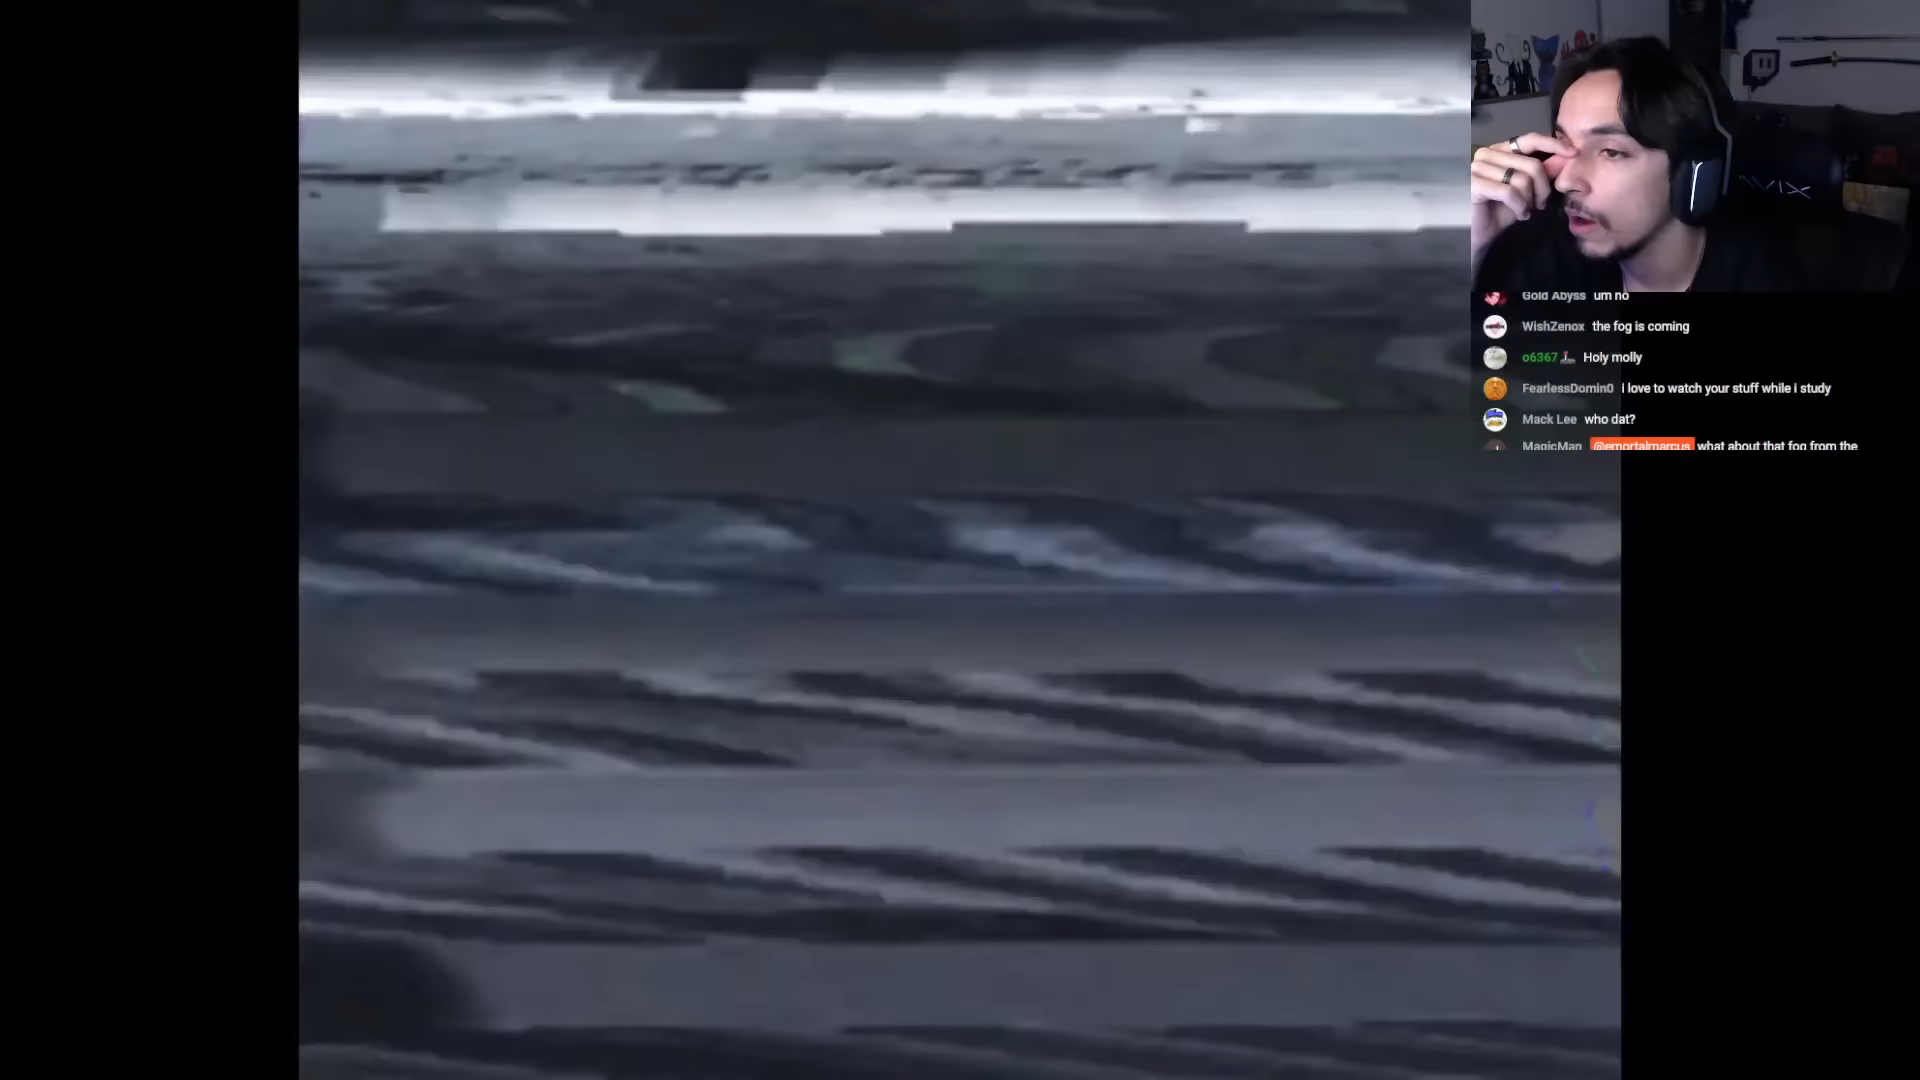 Gold Abyss um no
WishZenox the fog is coming
o6367 Holy molly
FearlessDomin0 i love to watch your stuff while i study
Mack Lee who dat?
MagicMan @emortalmarcus what about that fog from the